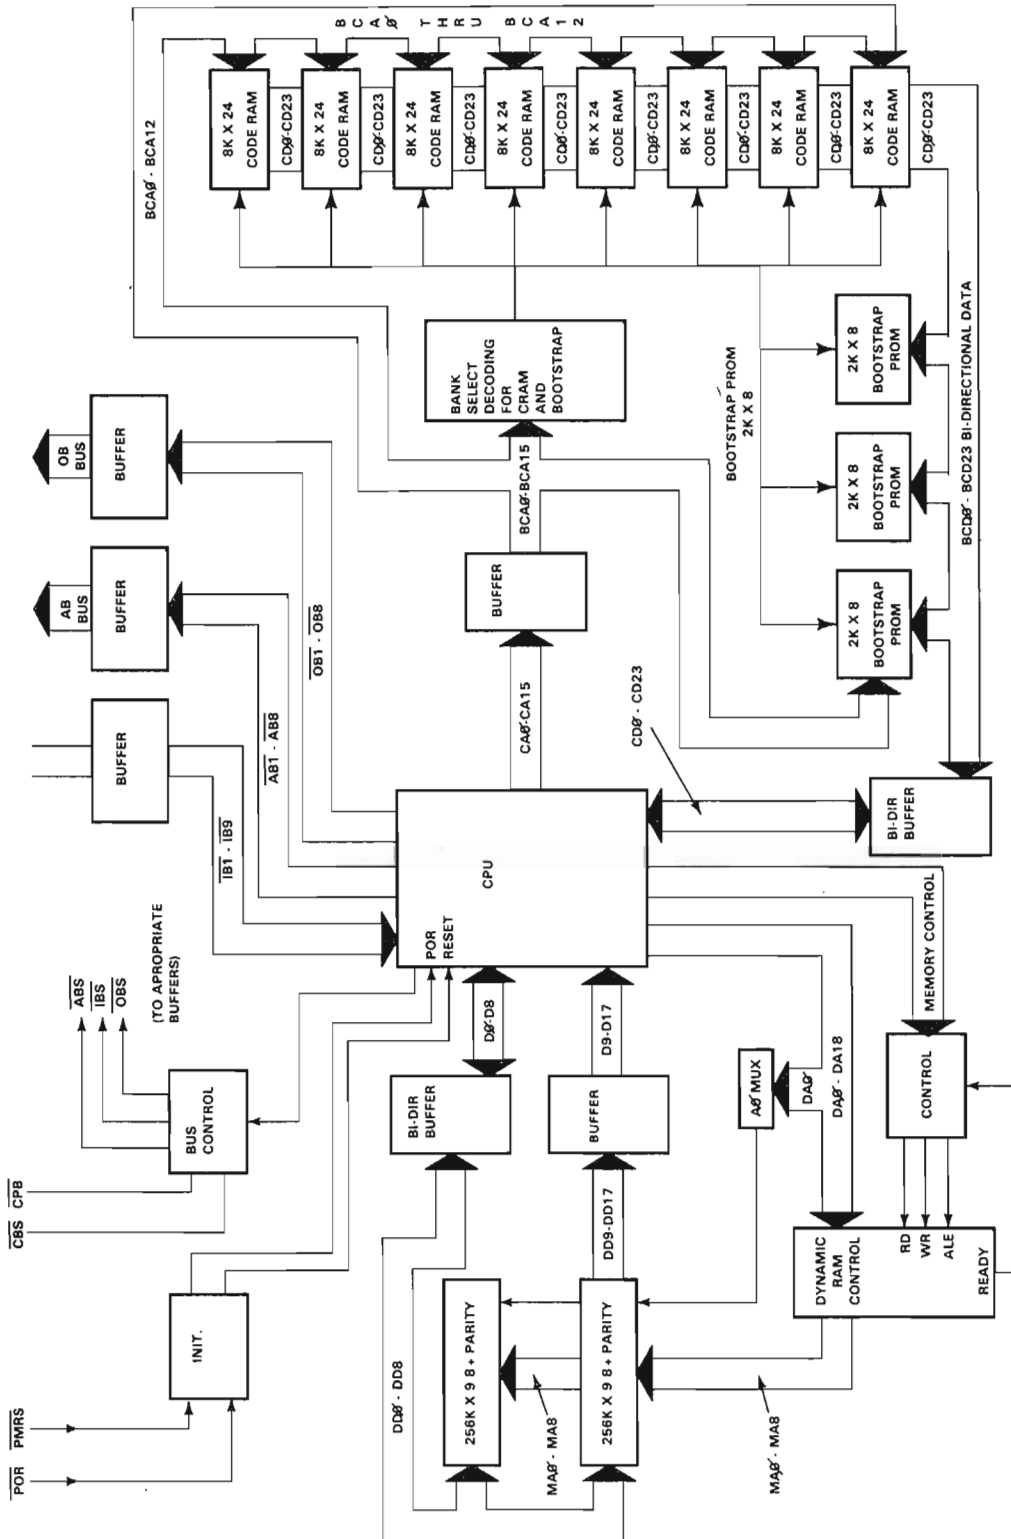 POR
PMRS
INIT.
CBS
CPB
BUS
CONTROL
ABS
IBS
OBS
(TO APROPRIATE
BUFFERS)
BUFFER
IB1 - IB9
AB
BUS
BUFFER
AB1 - AB8
OB
BUS
BUFFER
OB1 - OB8
BCAØ - BCA12
BCAØ THRU BCA12
8K X 24
CODE RAM
CDØ-CD23
8K X 24
CODE RAM
CDØ-CD23
8K X 24
CODE RAM
CDØ-CD23
8K X 24
CODE RAM
CDØ-CD23
8K X 24
CODE RAM
CDØ-CD23
8K X 24
CODE RAM
CDØ-CD23
8K X 24
CODE RAM
CDØ-CD23
8K X 24
CODE RAM
CDØ-CD23
POR
RESET
CPU
CAØ-CA15
BUFFER
BCAØ-BCA15
BANK
SELECT
DECODING
FOR
CRAM
AND
BOOTSTRAP
DDØ - DD8
BI-DIR
BUFFER
DØ-D8
256K X 9 8 + PARITY
MAØ - MA8
256K X 9 8 + PARITY
DD9-DD17
BUFFER
D9-D17
MAØ - MA8
AØ MUX
DAØ
DAØ - DA18
DYNAMIC
RAM
CONTROL
RD
WR
ALE
READY
CONTROL
MEMORY CONTROL
CDØ - CD23
BI-DIR
BUFFER
BOOTSTRAP PROM
2K X 8
2K X 8
BOOTSTRAP
PROM
2K X 8
BOOTSTRAP
PROM
2K X 8
BOOTSTRAP
PROM
BCDØ - BCD23 BI-DIRECTIONAL DATA